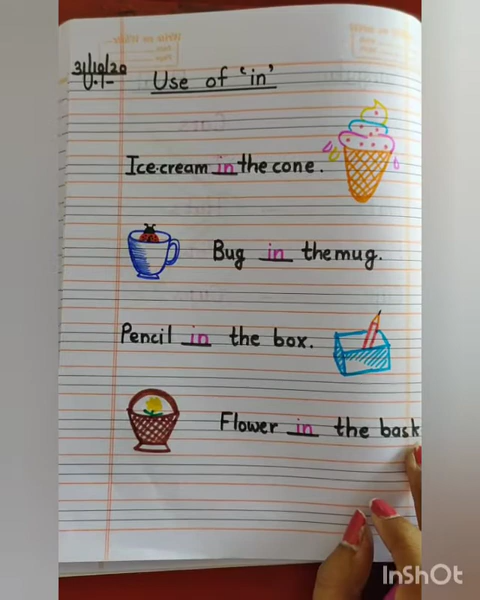 31/10/20
Use of 'in'
Ice-cream in the cone.
Bug in the mug.
Pencil in the box.
Flower in the bask
InShOt